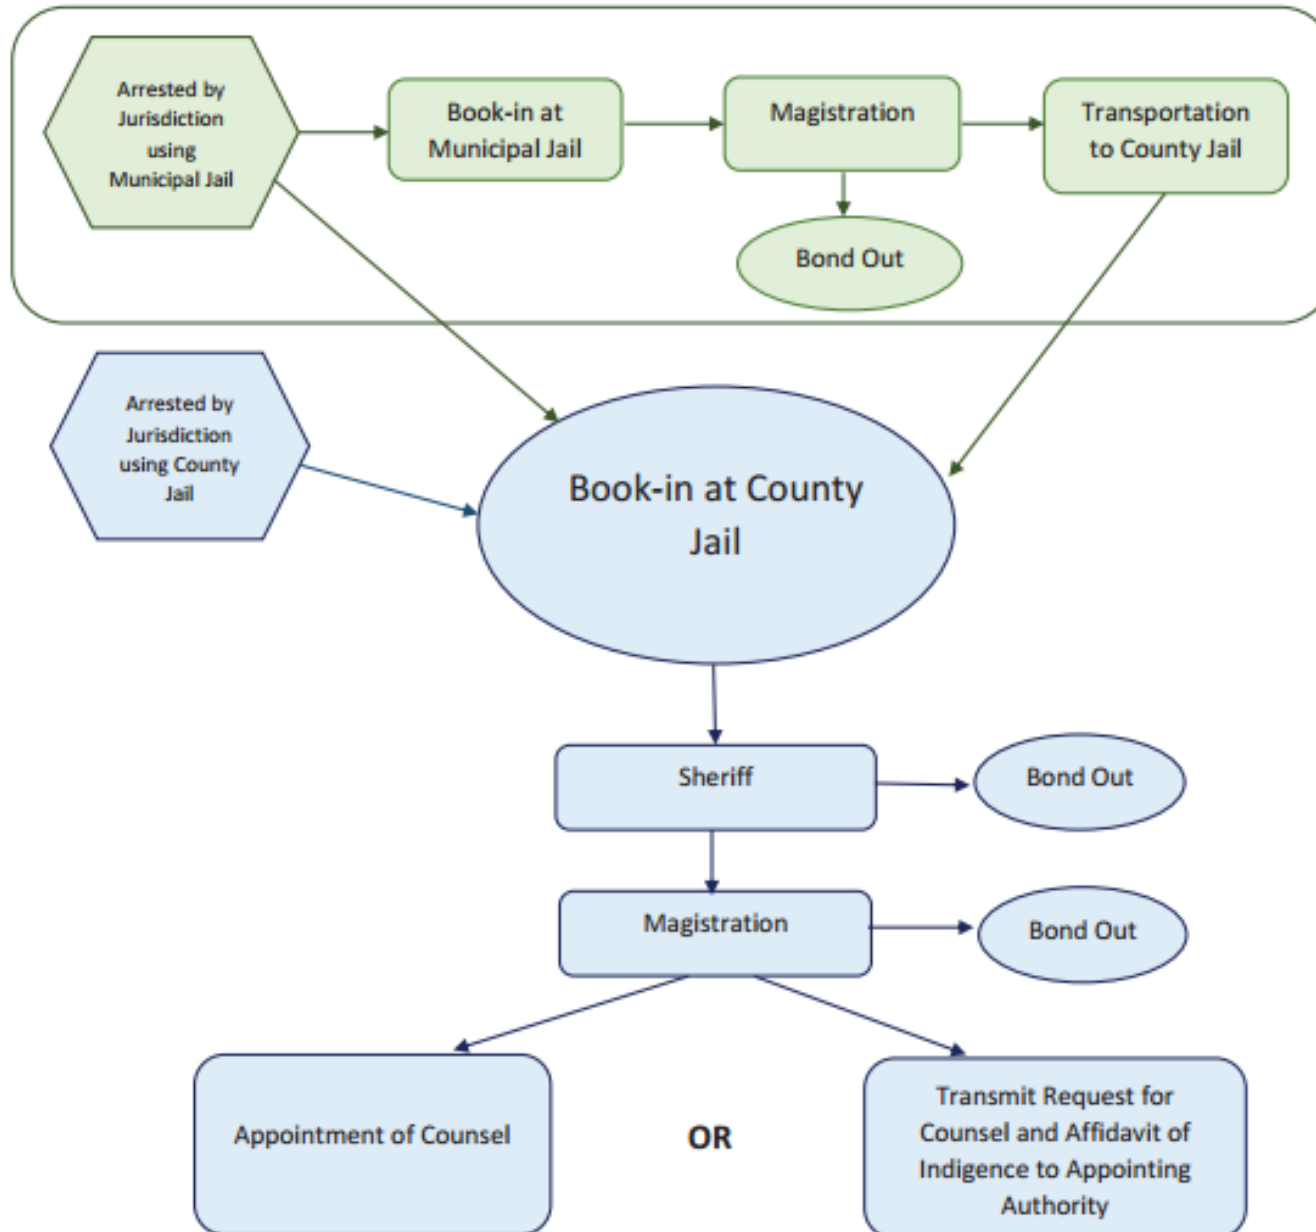 Arrested by
Jurisdiction
using
Municipal Jail
Book-in at
Municipal Jail
Magistration
Transportation
to County Jail
Bond Out
Arrested by
Jurisdiction
using County
Jail
Book-in at County
Jail
Sheriff
Bond Out
Magistration
Bond Out
Appointment of Counsel
OR
Transmit Request for
Counsel and Affidavit of
Indigence to Appointing
Authority